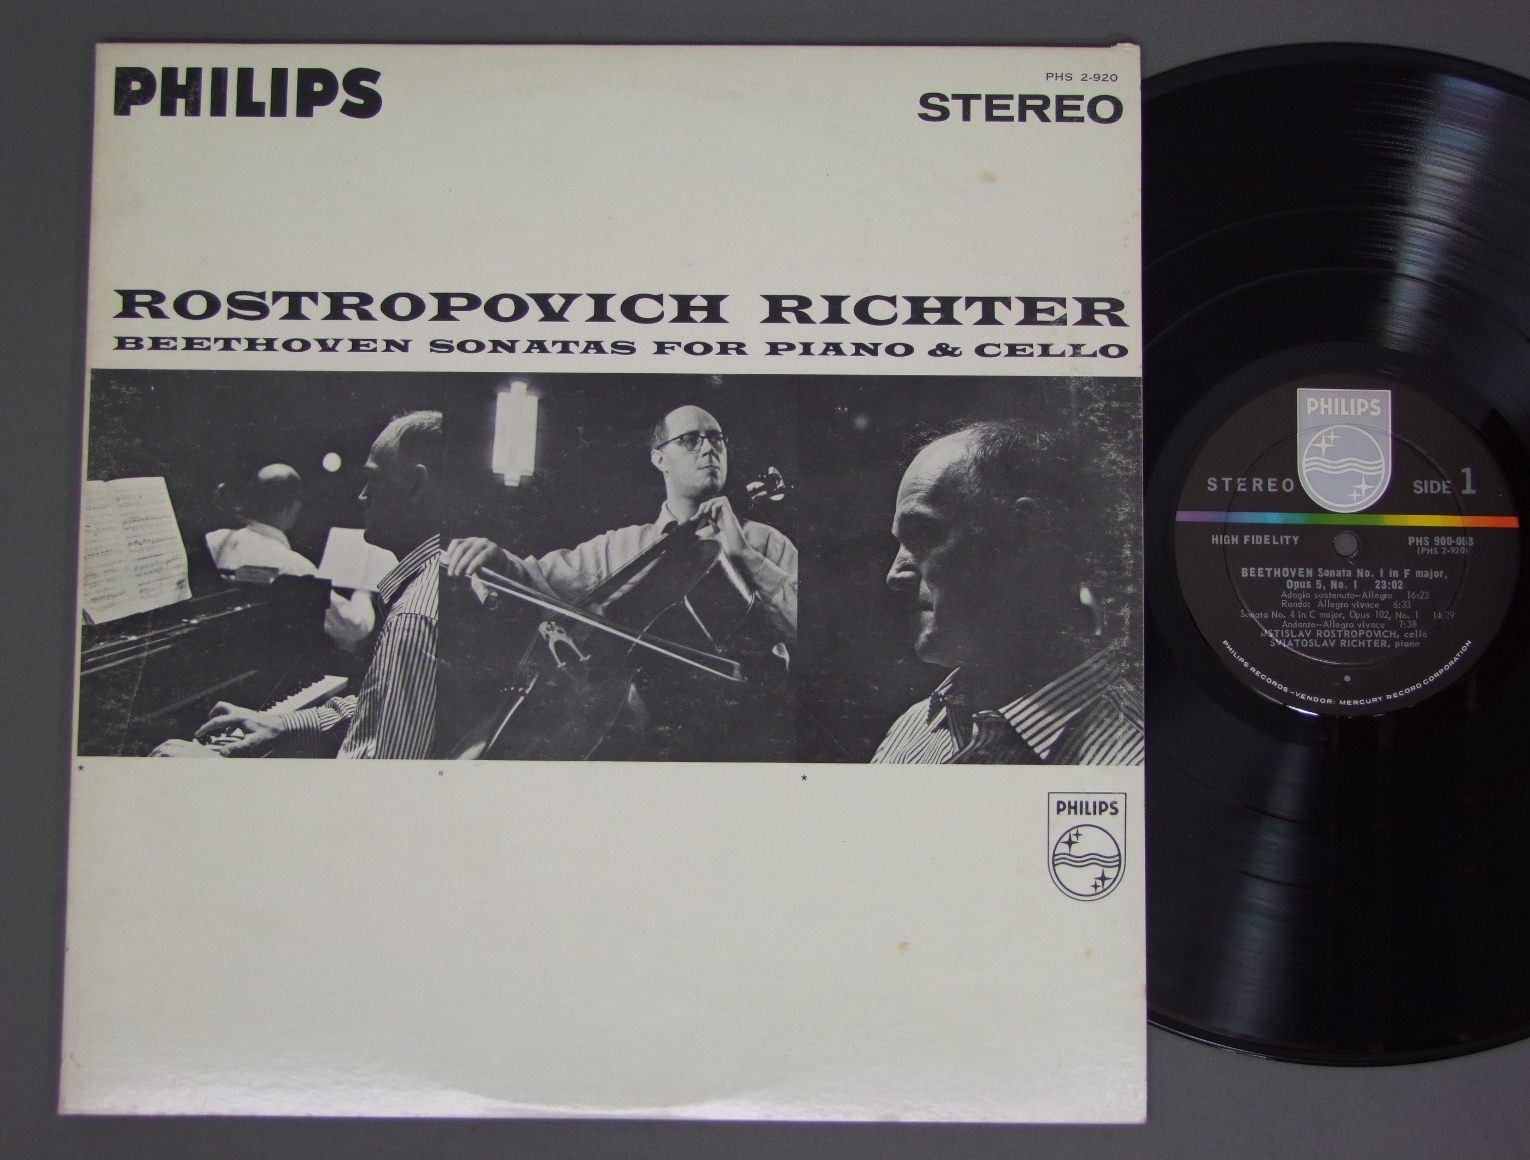 PHILIPS
PHS 2-920
STEREO
ROSTROPOVICH RICHTER
BEETHOVEN SONATAS FOR PIANO & CELLO
* * *
PHILIPS
PHILIPS
STEREO SIDE 1
HIGH FIDELITY PHS 900-053
(PHS 2-920)
BEETHOVEN Sonata No. 1 in F major,
Opus 5, No. 1 23:02
Adagio sostenuto—Allegro 16:23
Rondo: Allegro vivace 6:33
Sonata No. 4 in C major, Opus 102, No. 1 14:29
Andante—Allegro vivace 7:38
MSTISLAV ROSTROPOVICH, cello
SVIATOSLAV RICHTER, piano
PHILIPS RECORDS—VENDOR: MERCURY RECORD CORPORATION